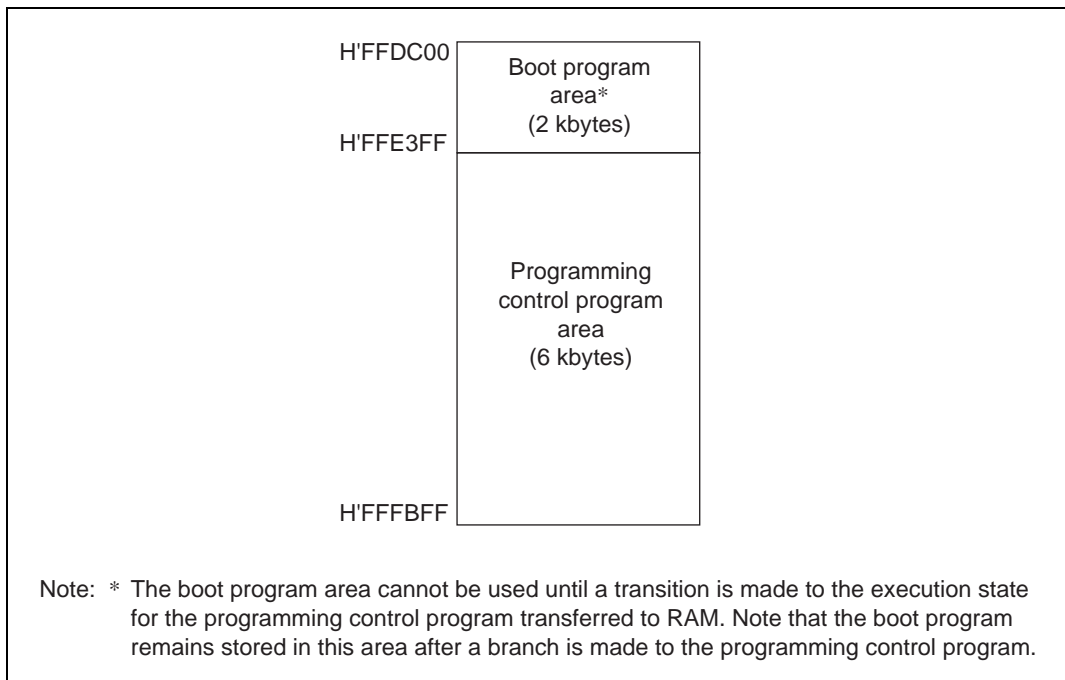 H'FFDC00
Boot program
area*
(2 kbytes)
H'FFE3FF
Programming
control program
area
(6 kbytes)
H'FFFBFF
Note: * The boot program area cannot be used until a transition is made to the execution state
for the programming control program transferred to RAM. Note that the boot program
remains stored in this area after a branch is made to the programming control program.